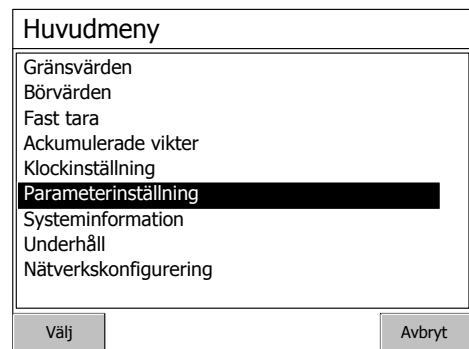 Huvudmeny
Gränsvärden
Börvärden
Fast tara
Ackumulerade vikter
Klockinställning
Parameterinställning
Systeminformation
Underhåll
Nätverkskonfigurering
Välj Avbryt